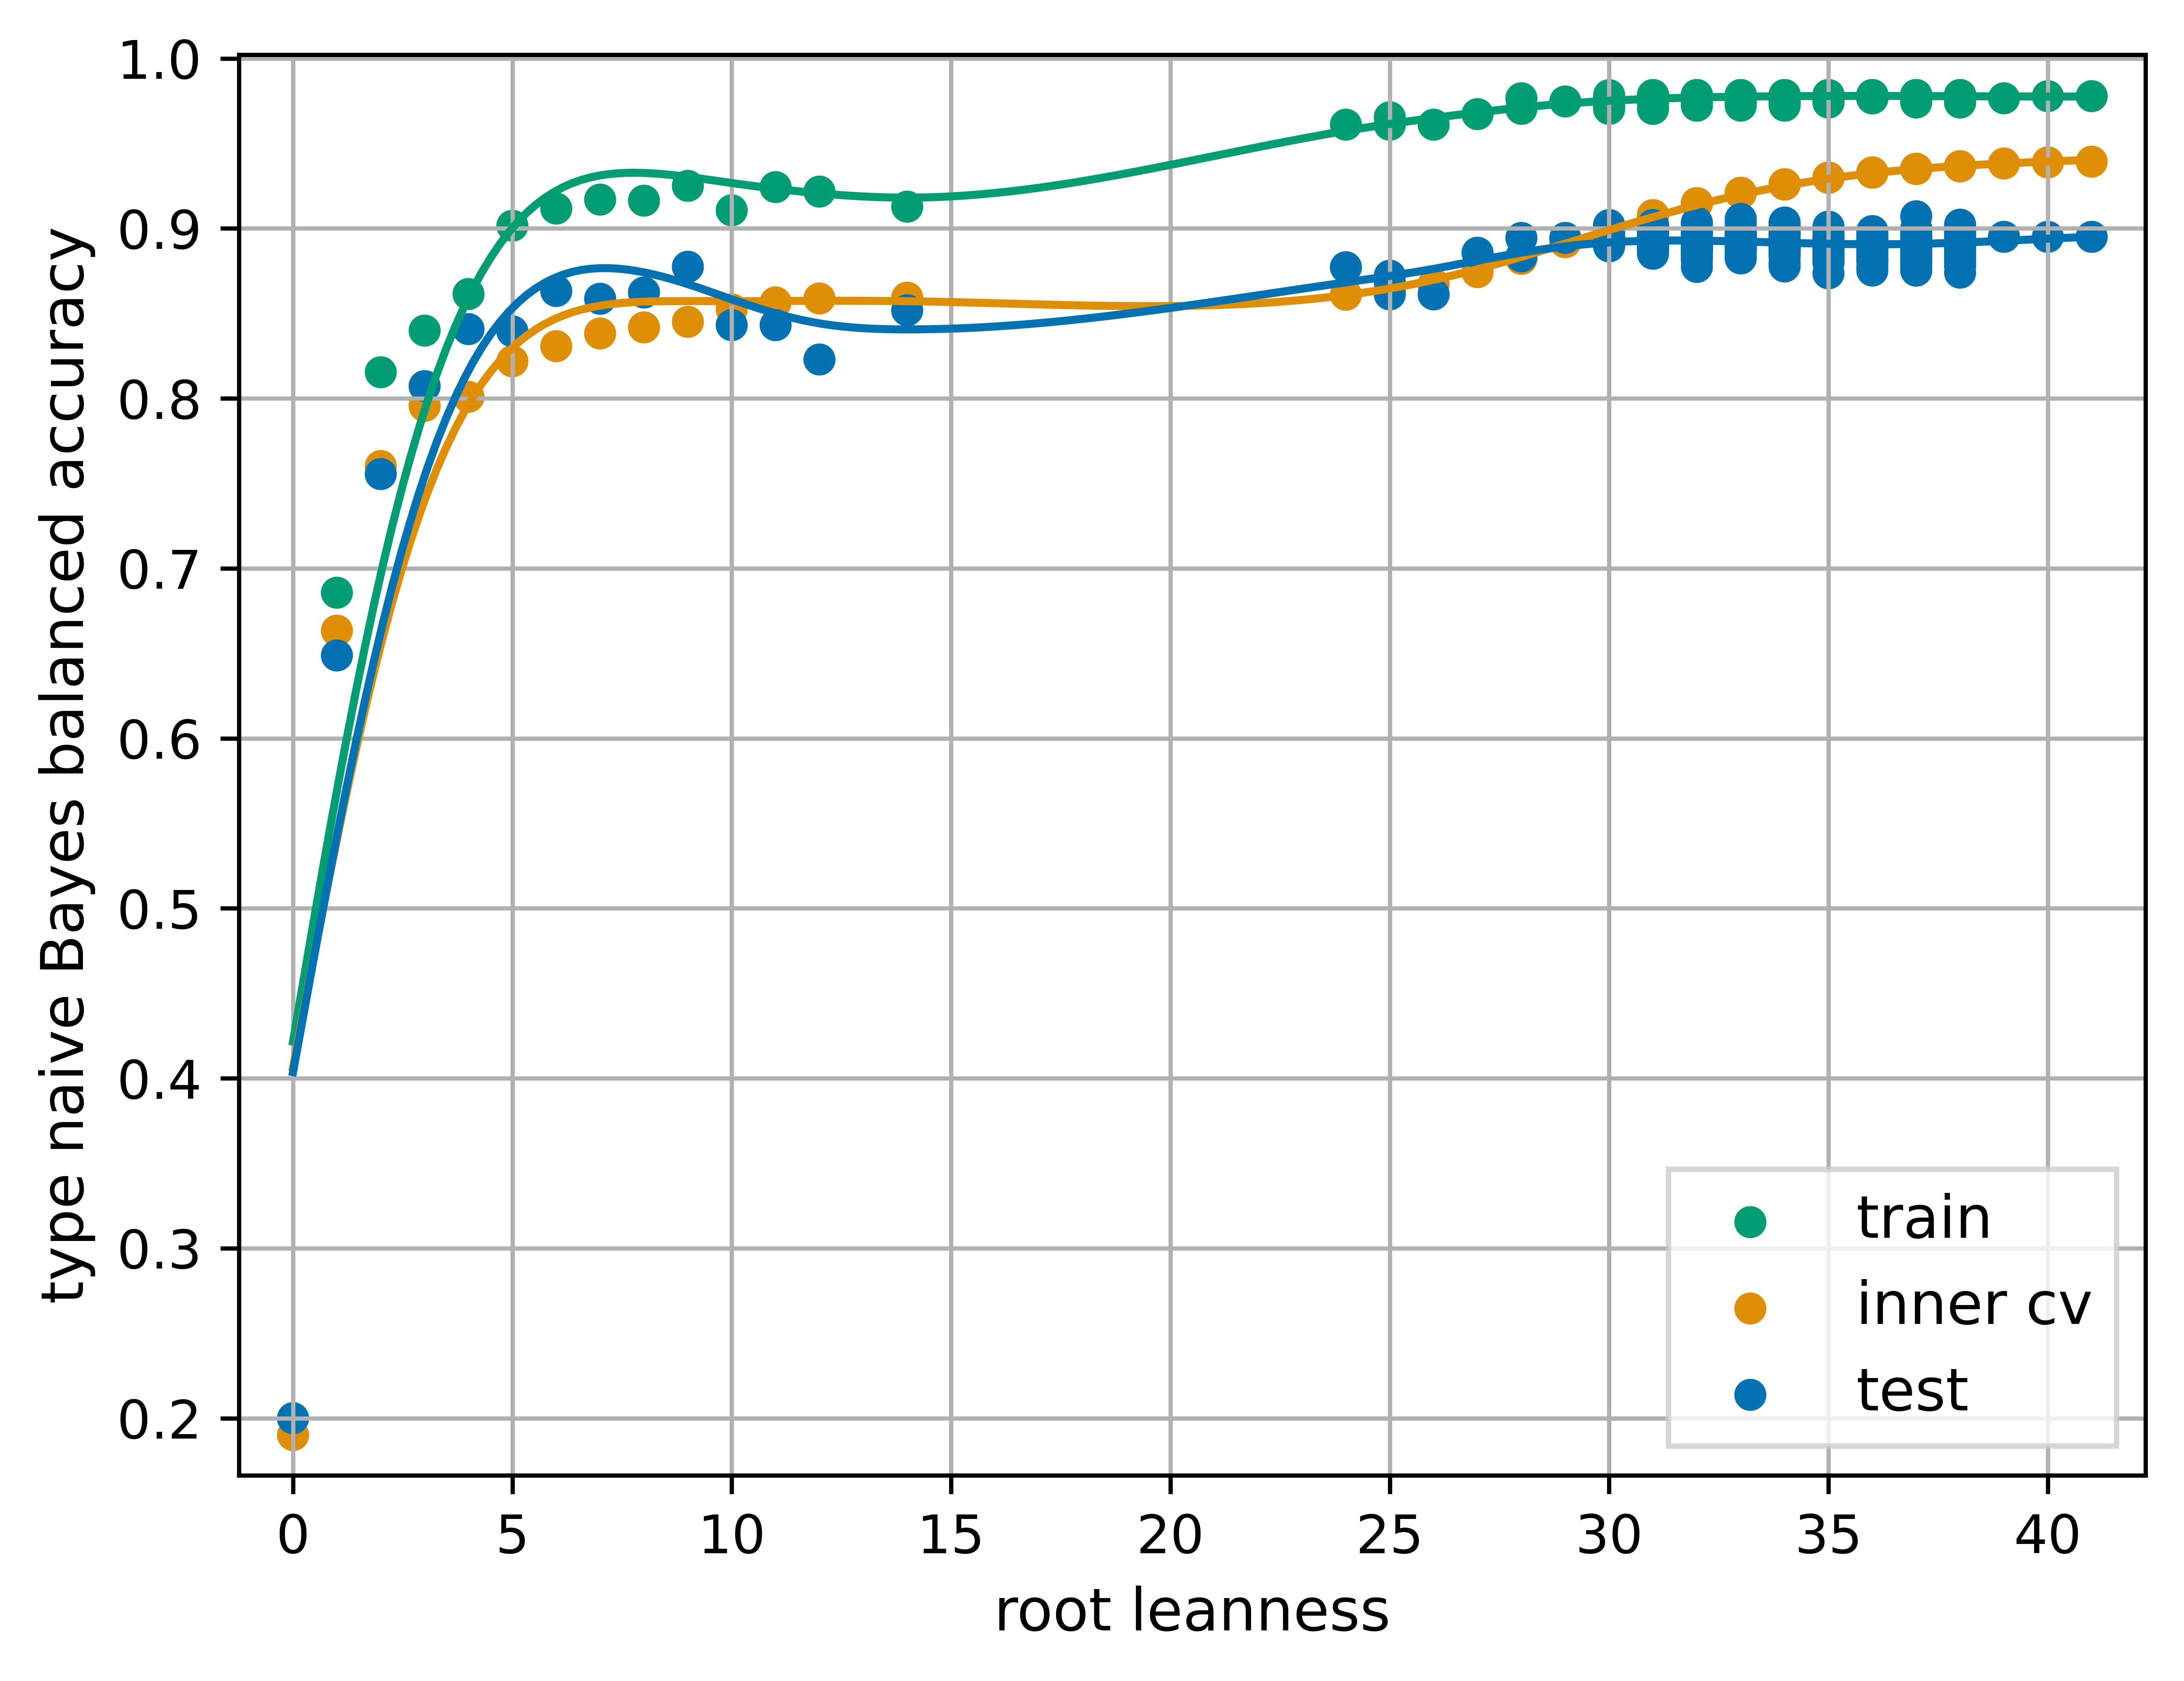 1.0
0.9
0.8
0.7
0.6
0.5
0.4
0.3
0.2
type naive Bayes balanced accuracy
train
inner cv
test
0 5 10 15 20 25 30 35 40
root leanness